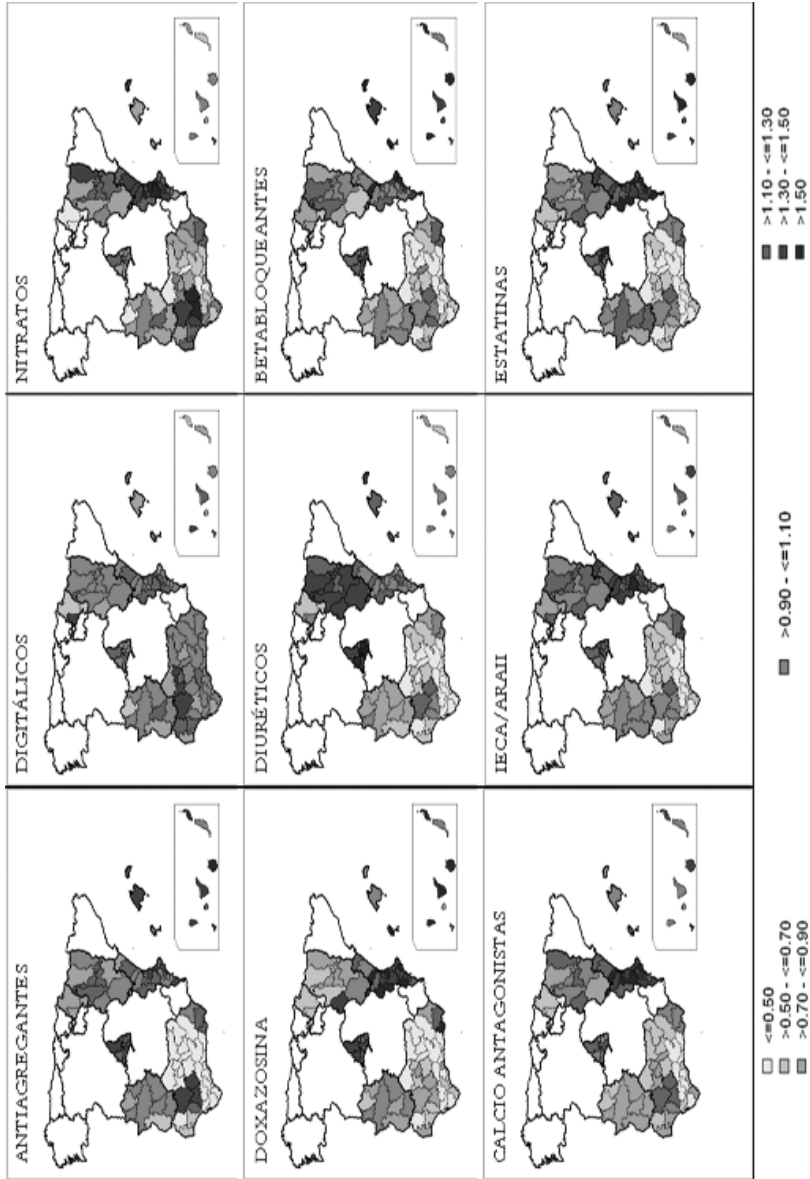 ANTIAGREGANTES
DIGITÁLICOS
NITRATOS
DOXAZOSINA
DIURÉTICOS
BETABLOQUEANTES
CALCIO ANTAGONISTAS
IECA/ARAII
ESTATINAS
<=0.50
>0.50 - <=0.70
>0.70 - <=0.90
>0.90 - <=1.10
>1.10 - <=1.30
>1.30 - <=1.50
>1.50